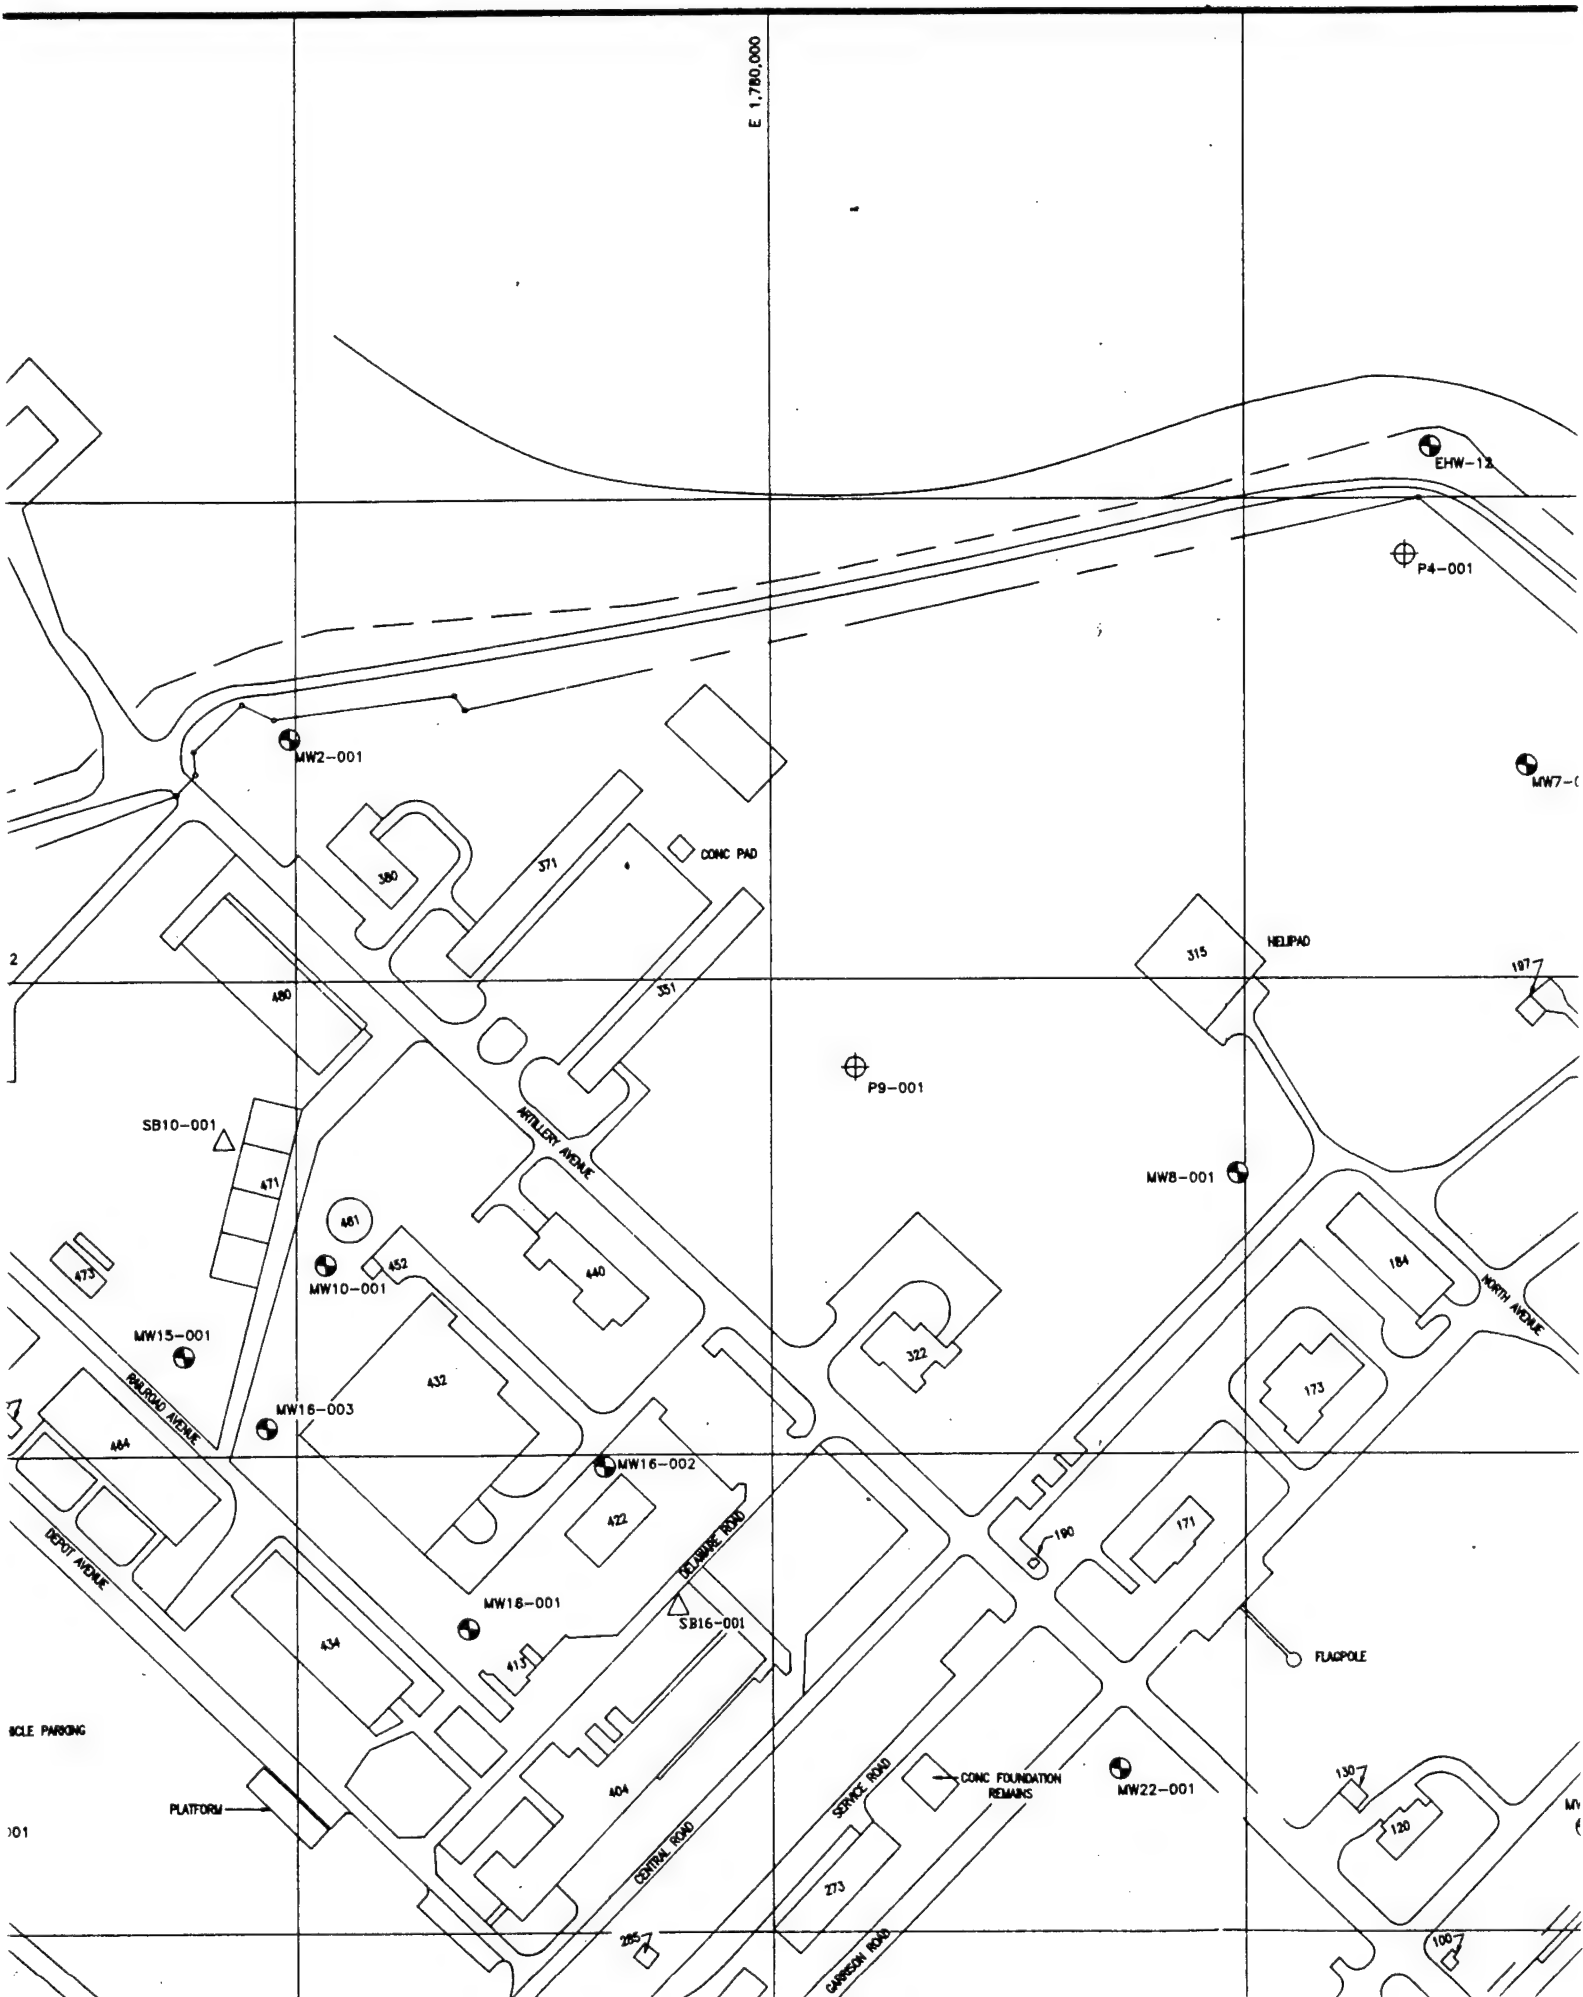 E 1,780,000
EHW-12
P4-001
MW2-001
CONC PAD
371
380
315
HELIPAD
2
197
351
480
P9-001
SB10-001
ARTILLERY AVENUE
MW8-001
471
461
452
184
473
440
MW10-001
NORTH AVENUE
MW15-001
322
432
173
RAILROAD AVENUE
MW16-003
464
MW16-002
422
171
DELAWARE ROAD
190
DEPOT AVENUE
MW18-001
SB16-001
434
413
FLAGPOLE
PARKING
SERVICE ROAD
CONC FOUNDATION
REMAINS
130
404
MW22-001
PLATFORM
120
CENTRAL ROAD
273
285
100
GARRISON ROAD